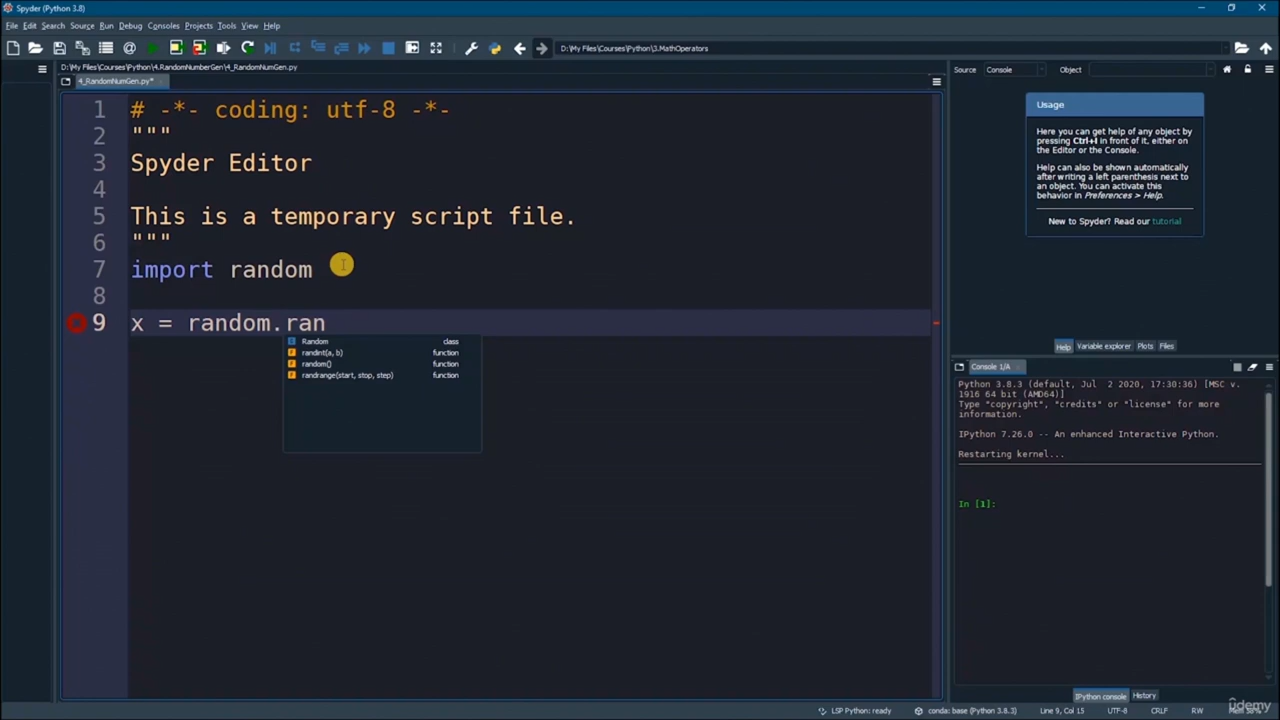 Spyder (Python 3.8)
File Edit Search Source Run Debug Consoles Projects Tools View Help
D:\My Files\Courses\Python\3.MathOperators
D:\My Files\Courses\Python\4.RandomNumberGen\4_RandomNumGen.py
4_RandomNumGen.py*
1 # -*- coding: utf-8 -*-
2 """
3 Spyder Editor
4
5 This is a temporary script file.
6 """
7 import random
8
9 x = random.ran
Random class
randint(a, b) function
random() function
randrange(start, stop, step) function
Source Console Object
Usage
Here you can get help of any object by
pressing Ctrl+I in front of it, either on
the Editor or the Console.
Help can also be shown automatically
after writing a left parenthesis next to
an object. You can activate this
behavior in Preferences > Help.
New to Spyder? Read our tutorial
Help Variable explorer Plots Files
Console 1/A
Python 3.8.3 (default, Jul 2 2020, 17:30:36) [MSC v.
1916 64 bit (AMD64)]
Type "copyright", "credits" or "license" for more
information.
IPython 7.26.0 -- An enhanced Interactive Python.
Restarting kernel...
In [1]:
IPython console History
LSP Python: ready conda: base (Python 3.8.3) Line 9, Col 15 UTF-8 CRLF RW
ûdemy